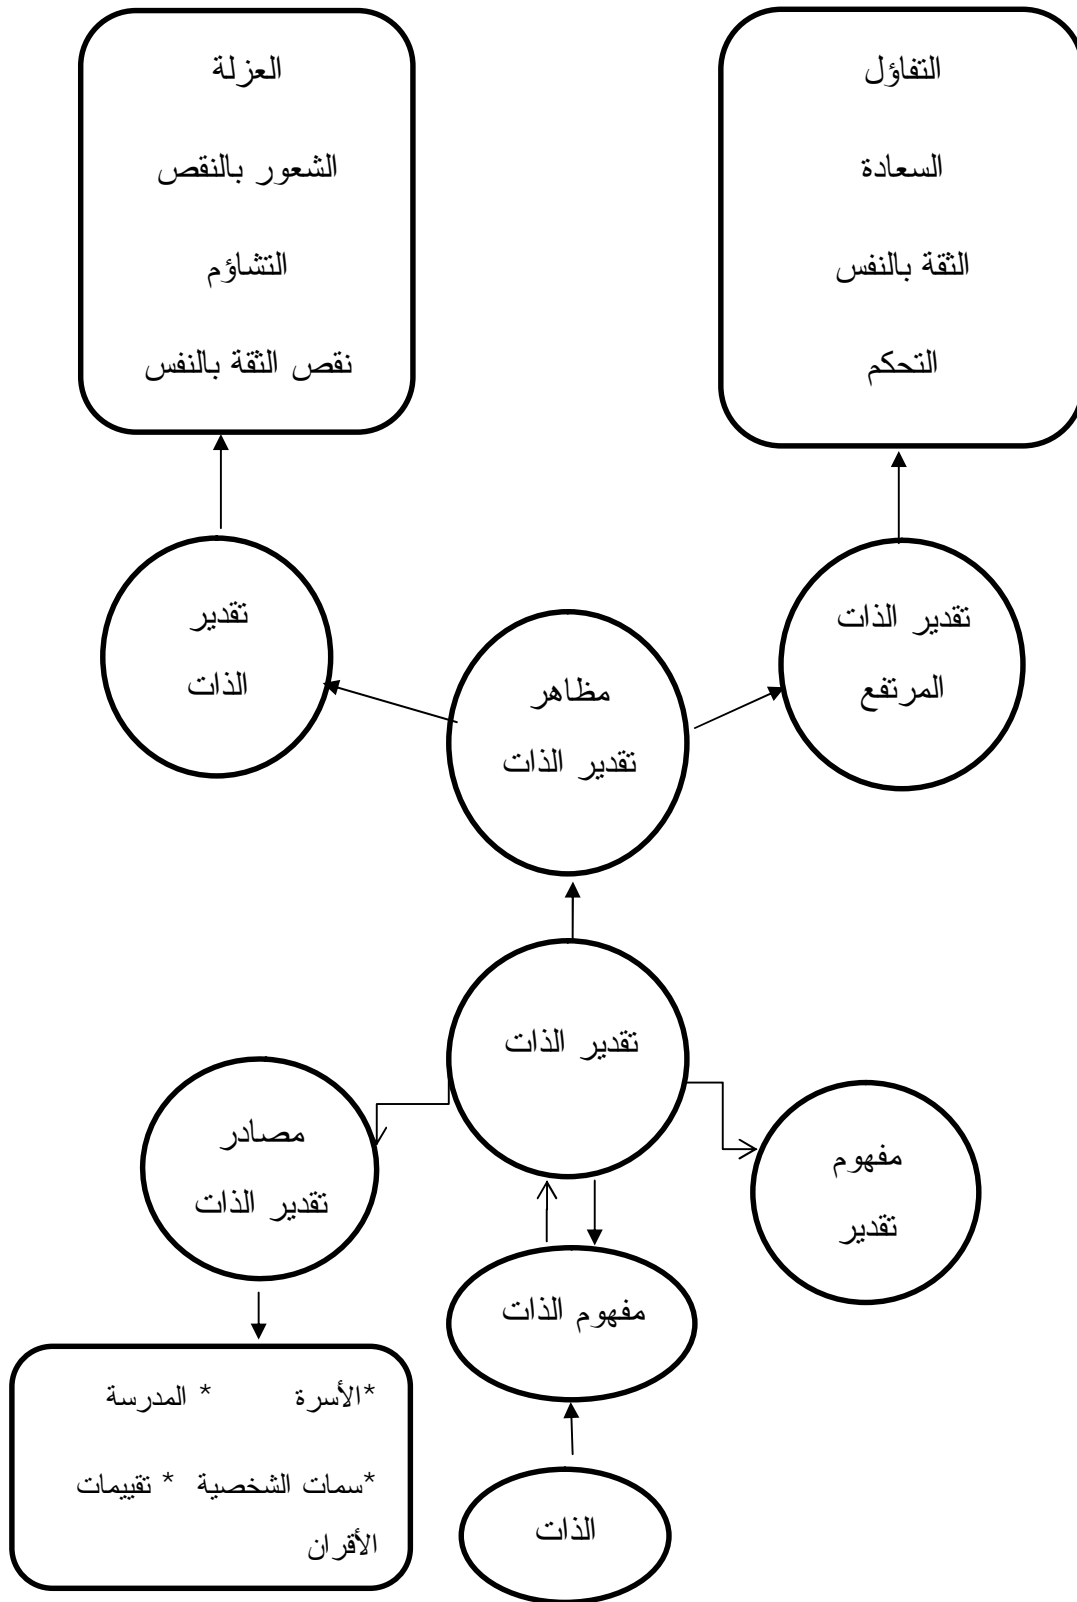 التفاؤل
السعادة
الثقة بالنفس
التحكم
العزلة
الشعور بالنقص
التشاؤم
نقص الثقة بالنفس
تقدير الذات
المرتفع
تقدير
الذات
مظاهر
تقدير الذات
تقدير الذات
مفهوم
تقدير
مصادر
تقدير الذات
مفهوم الذات
*الأسرة * المدرسة
*سمات الشخصية * تقييمات
الأقران
الذات